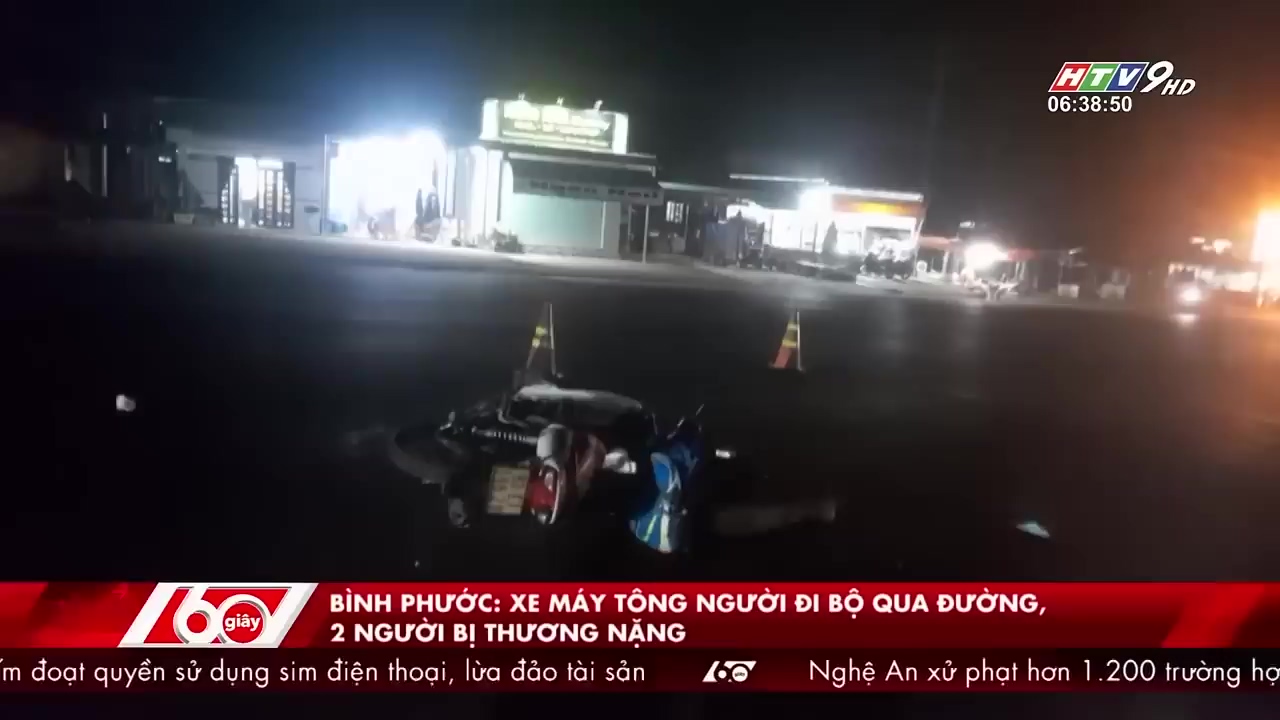 HTV9HD
06:38:50
60 giây
BÌNH PHƯỚC: XE MÁY TÔNG NGƯỜI ĐI BỘ QUA ĐƯỜNG,
2 NGƯỜI BỊ THƯƠNG NẶNG
đoạt quyền sử dụng sim điện thoại, lừa đảo tài sản 60 giây Nghệ An xử phạt hơn 1.200 trường